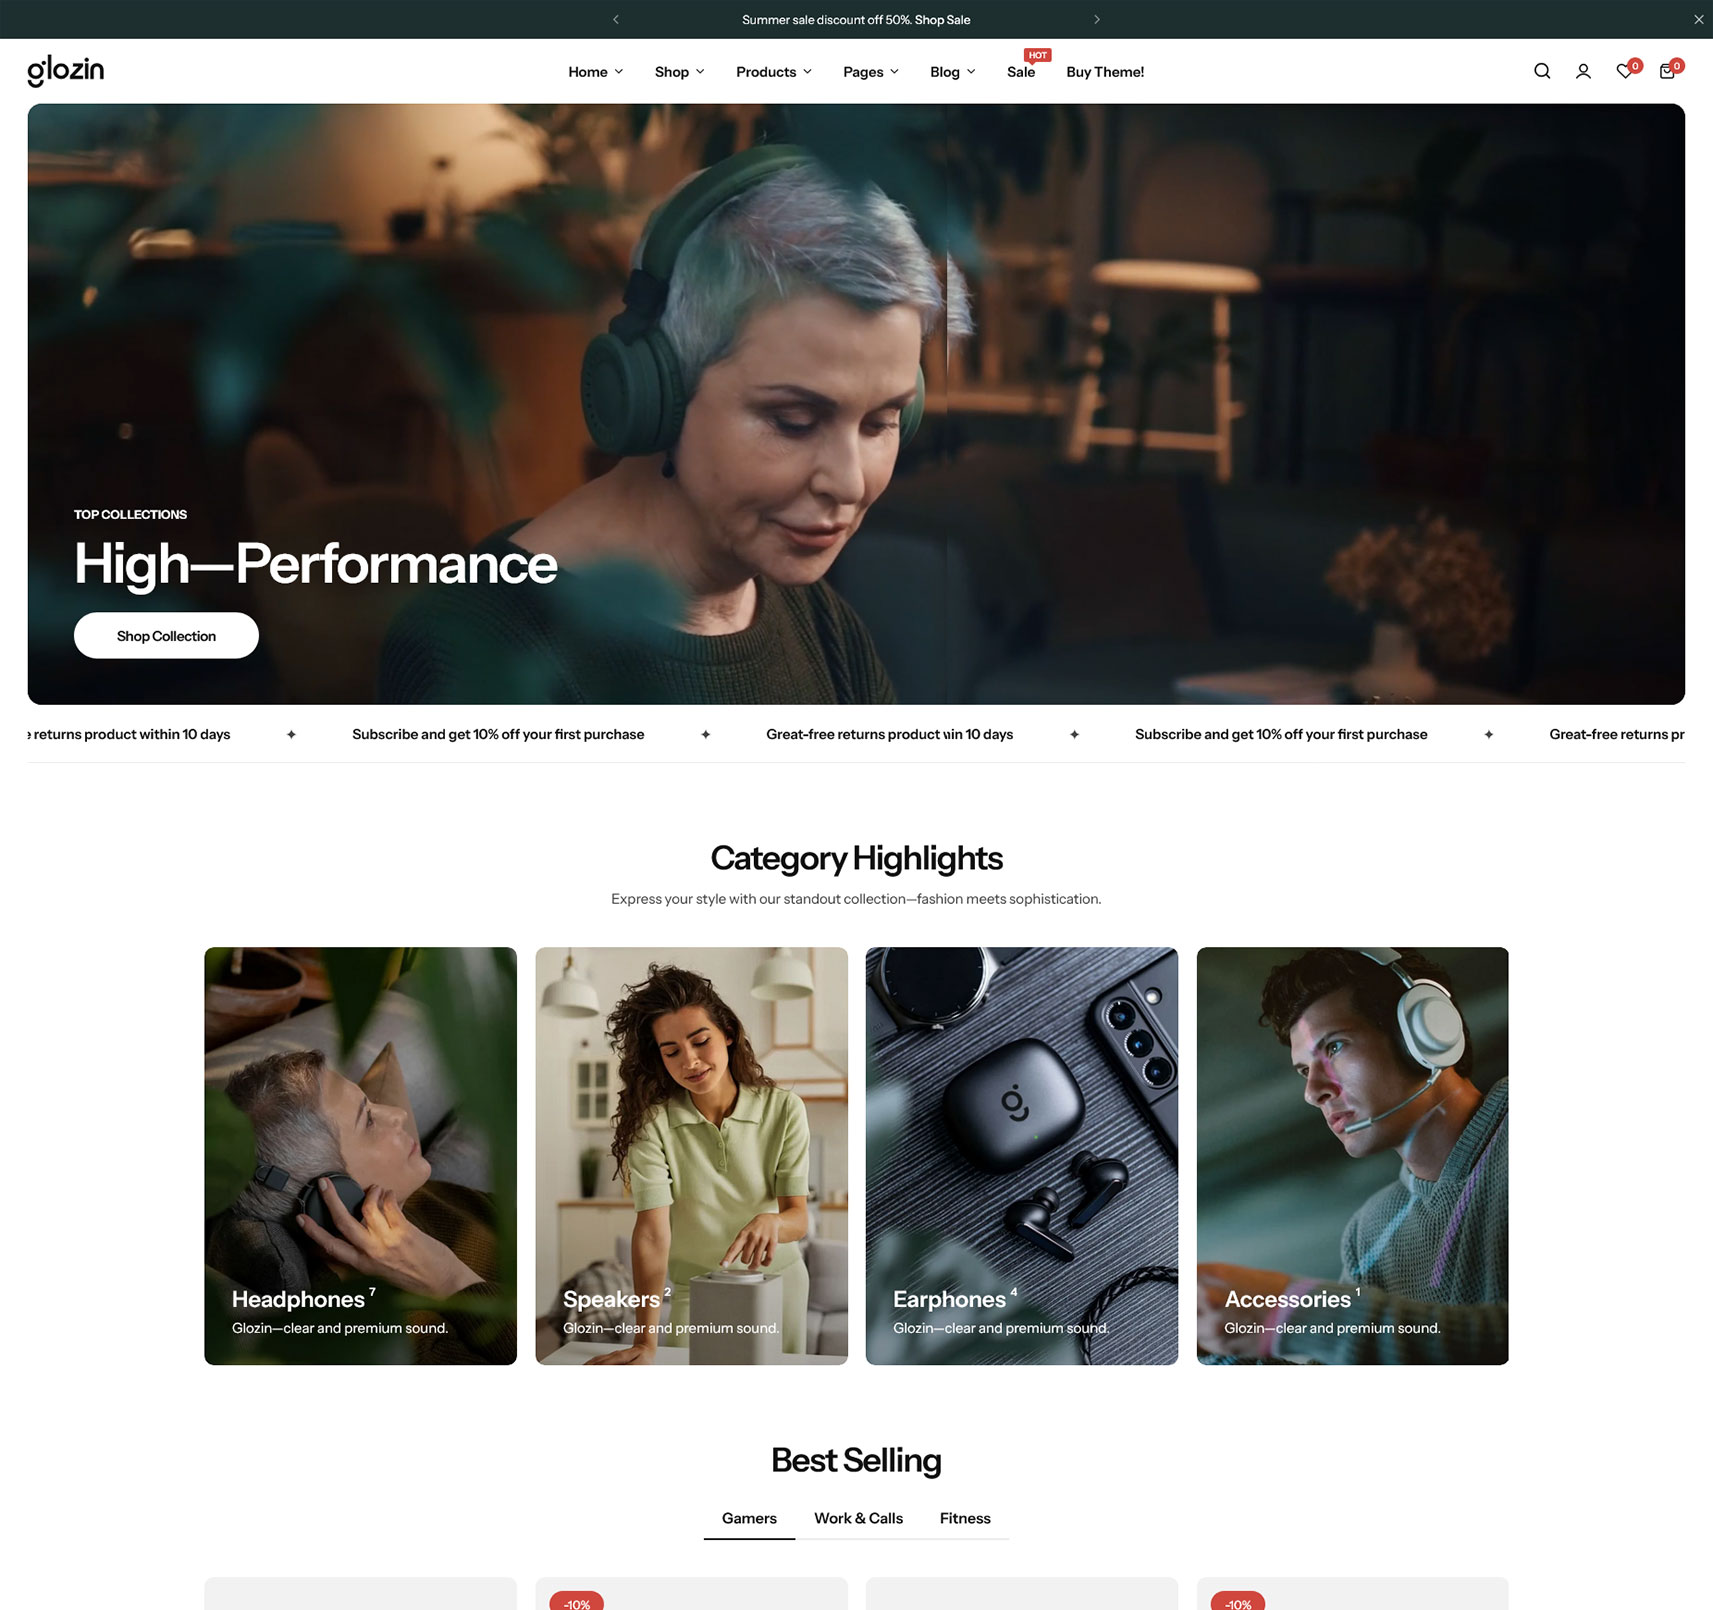 Summer sale discount off 50%. Shop Sale
glozin
Home Shop Products Pages Blog Sale HOT Buy Theme!
0 0
TOP COLLECTIONS
High—Performance
Shop Collection
returns product within 10 days ✦ Subscribe and get 10% off your first purchase ✦ Great-free returns product in 10 days ✦ Subscribe and get 10% off your first purchase ✦ Great-free returns pr
Category Highlights
Express your style with our standout collection—fashion meets sophistication.
Headphones 7
Glozin—clear and premium sound.
Speakers 2
Glozin—clear and premium sound.
Earphones 4
Glozin—clear and premium sound.
Accessories 1
Glozin—clear and premium sound.
Best Selling
Gamers Work & Calls Fitness
-10% -10%